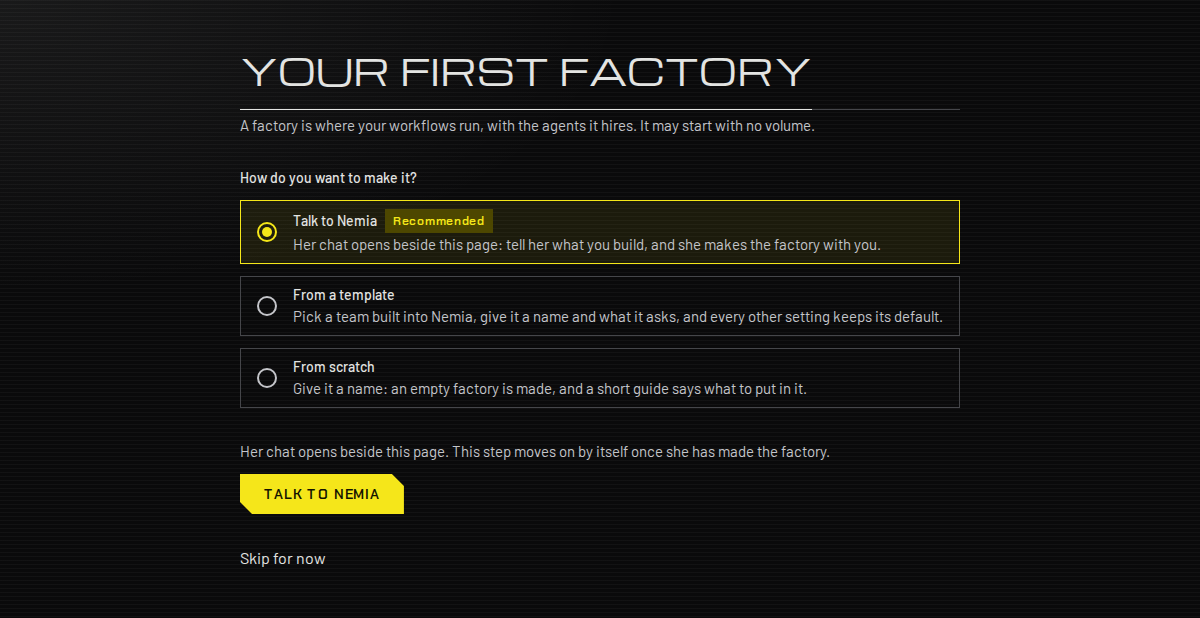 YOUR FIRST FACTORY
A factory is where your workflows run, with the agents it hires. It may start with no volume.
How do you want to make it?
Talk to Nemia Recommended
Her chat opens beside this page: tell her what you build, and she makes the factory with you.
From a template
Pick a team built into Nemia, give it a name and what it asks, and every other setting keeps its default.
From scratch
Give it a name: an empty factory is made, and a short guide says what to put in it.
Her chat opens beside this page. This step moves on by itself once she has made the factory.
TALK TO NEMIA
Skip for now